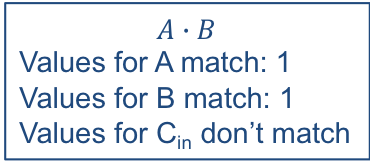 A · B
Values for A match: 1
Values for B match: 1
Values for Cin don't match